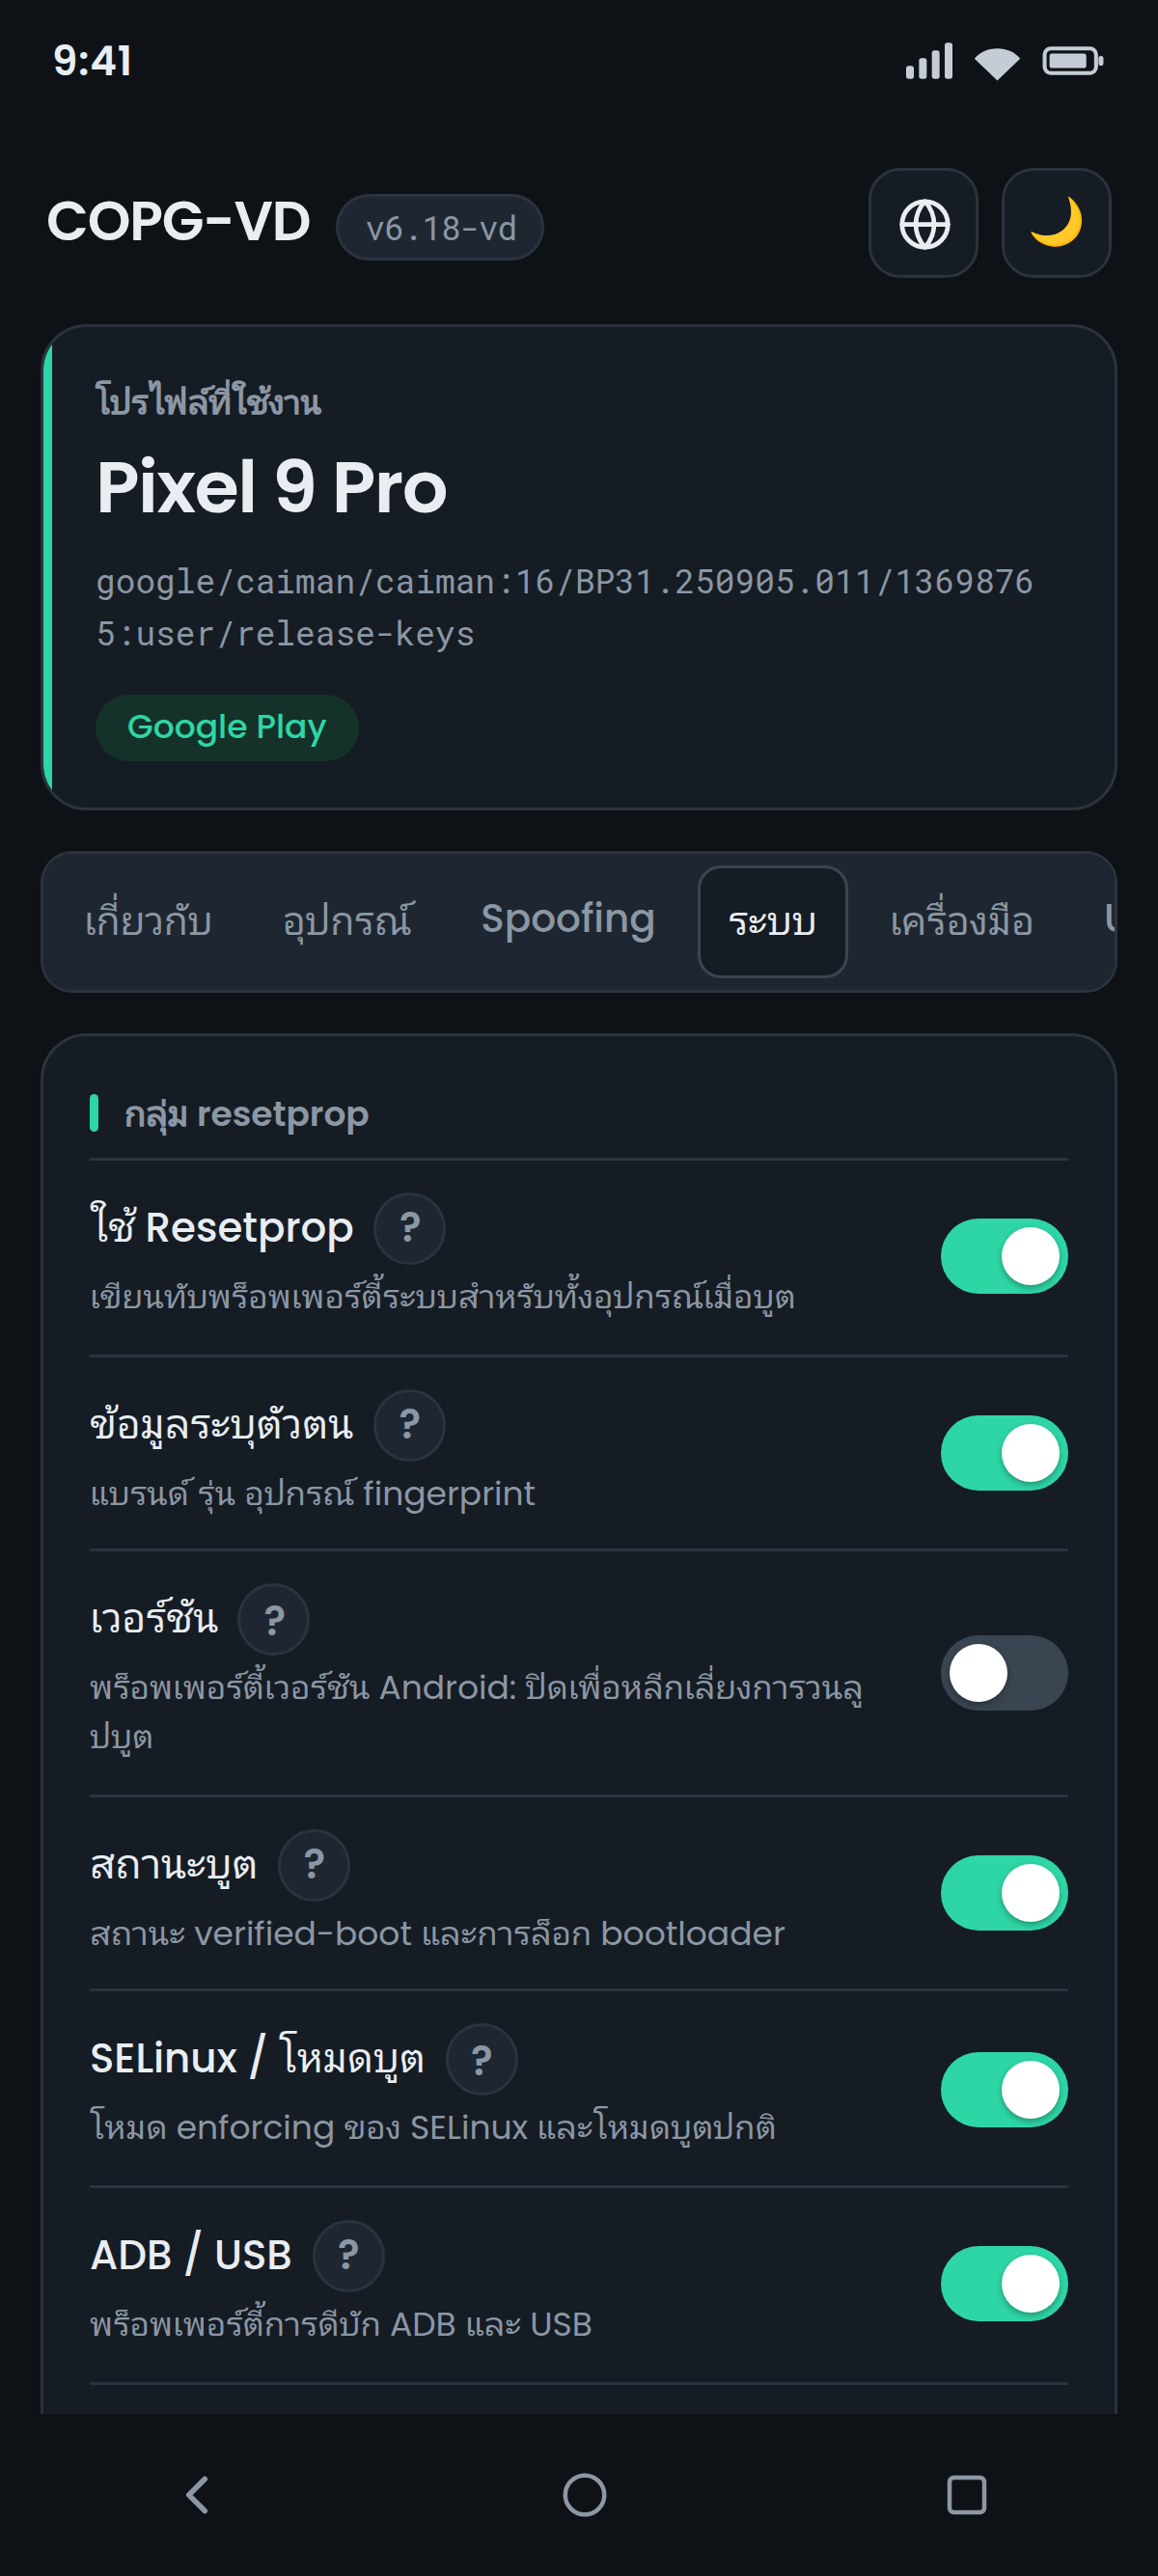 9:41
COPG-VD v6.18-vd
โปรไฟล์ที่ใช้งาน
Pixel 9 Pro
google/caiman/caiman:16/BP31.250905.011/1369876
5:user/release-keys
Google Play
เกี่ยวกับ อุปกรณ์ Spoofing ระบบ เครื่องมือ
กลุ่ม resetprop
ใช้ Resetprop ?
เขียนทับพร็อพเพอร์ตี้ระบบสำหรับทั้งอุปกรณ์เมื่อบูต
ข้อมูลระบุตัวตน ?
แบรนด์ รุ่น อุปกรณ์ fingerprint
เวอร์ชัน ?
พร็อพเพอร์ตี้เวอร์ชัน Android: ปิดเพื่อหลีกเลี่ยงการวนลู
ปบูต
สถานะบูต ?
สถานะ verified-boot และการล็อก bootloader
SELinux / โหมดบูต ?
โหมด enforcing ของ SELinux และโหมดบูตปกติ
ADB / USB ?
พร็อพเพอร์ตี้การดีบัก ADB และ USB